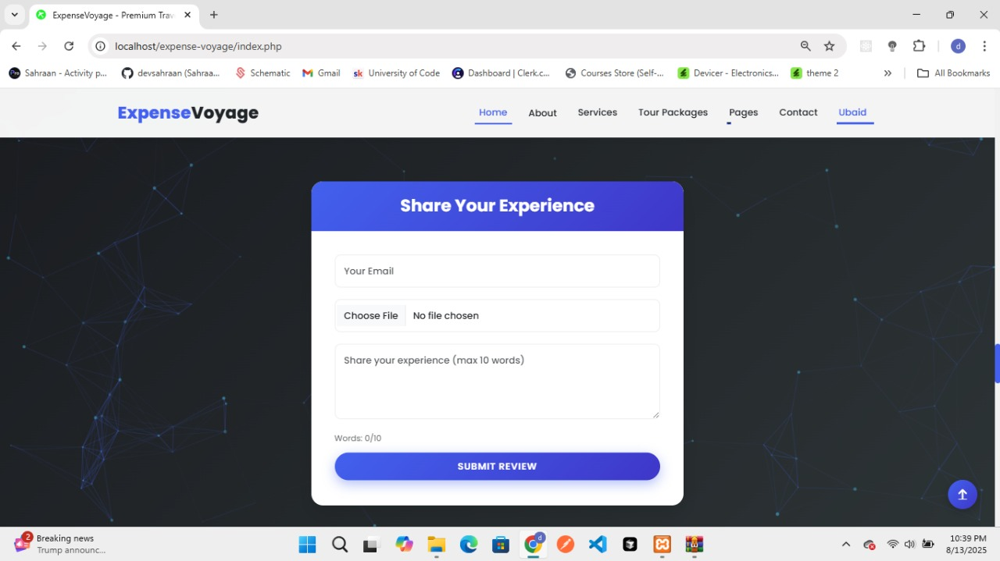 ExpenseVoyage - Premium Trav
localhost/expense-voyage/index.php
d
Sahraan - Activity p...
devsahraan (Sahraa...
Schematic
Gmail
sk University of Code
Dashboard | Clerk.c...
Courses Store (Self-...
Devicer - Electronics...
theme 2
All Bookmarks
ExpenseVoyage
Home
About
Services
Tour Packages
Pages
Contact
Ubaid
Share Your Experience
Your Email
Choose File No file chosen
Share your experience (max 10 words)
Words: 0/10
SUBMIT REVIEW
2
Breaking news
Trump announc...
d
10:39 PM
8/13/2025